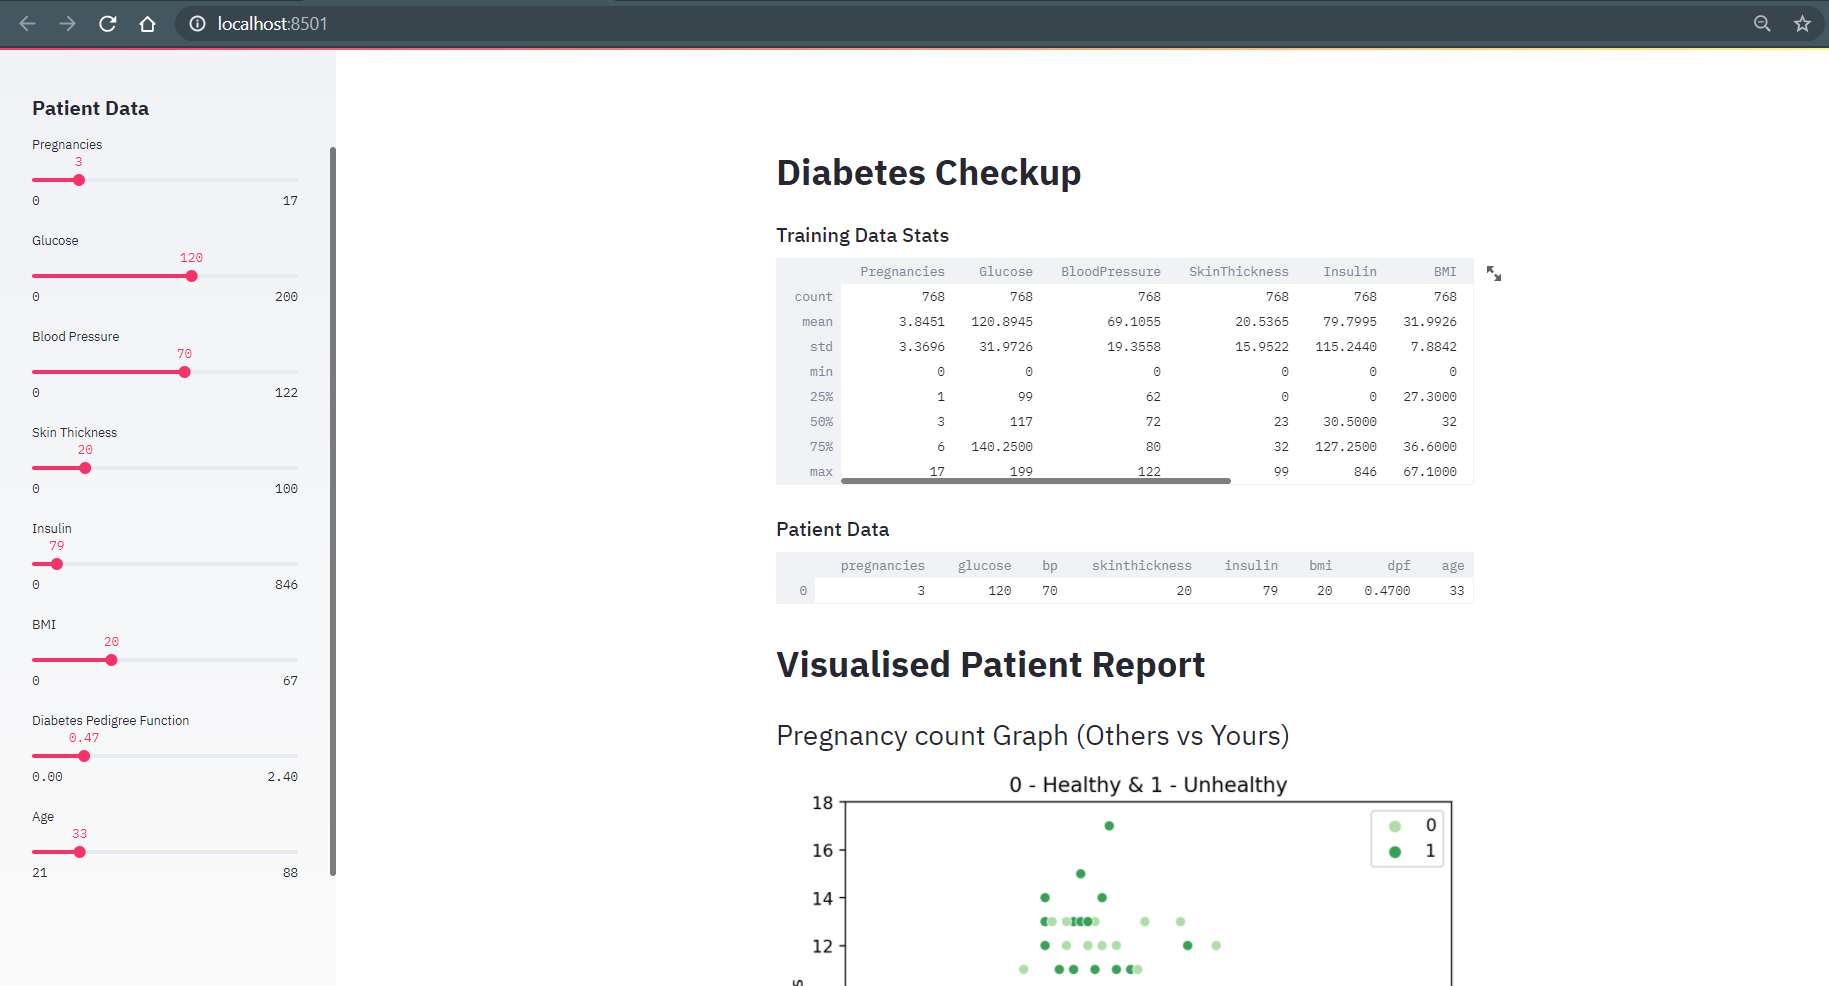 localhost:8501
Patient Data
Pregnancies
3
0 17
Glucose
120
0 200
Blood Pressure
70
0 122
Skin Thickness
20
0 100
Insulin
79
0 846
BMI
20
0 67
Diabetes Pedigree Function
0.47
0.00 2.40
Age
33
21 88
Diabetes Checkup
Training Data Stats
Pregnancies Glucose BloodPressure SkinThickness Insulin BMI
count 768 768 768 768 768 768
mean 3.8451 120.8945 69.1055 20.5365 79.7995 31.9926
std 3.3696 31.9726 19.3558 15.9522 115.2440 7.8842
min 0 0 0 0 0 0
25% 1 99 62 0 0 27.3000
50% 3 117 72 23 30.5000 32
75% 6 140.2500 80 32 127.2500 36.6000
max 17 199 122 99 846 67.1000
Patient Data
pregnancies glucose bp skinthickness insulin bmi dpf age
0 3 120 70 20 79 20 0.4700 33
Visualised Patient Report
Pregnancy count Graph (Others vs Yours)
0 - Healthy & 1 - Unhealthy
18
16
14
12
0
1